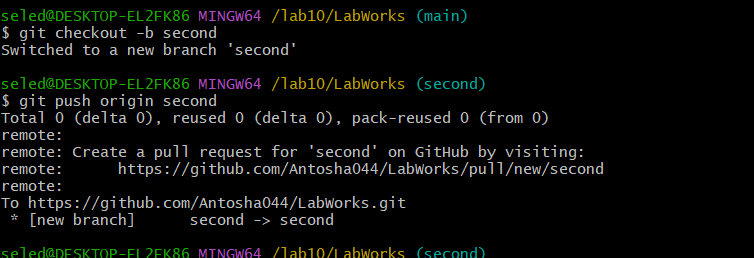 seled@DESKTOP-EL2FK86 MINGW64 /lab10/LabWorks (main)
$ git checkout -b second
Switched to a new branch 'second'
seled@DESKTOP-EL2FK86 MINGW64 /lab10/LabWorks (second)
$ git push origin second
Total 0 (delta 0), reused 0 (delta 0), pack-reused 0 (from 0)
remote:
remote: Create a pull request for 'second' on GitHub by visiting:
remote:      https://github.com/Antosha044/LabWorks/pull/new/second
remote:
To https://github.com/Antosha044/LabWorks.git
 * [new branch]      second -> second
seled@DESKTOP-EL2FK86 MINGW64 /lab10/LabWorks (second)